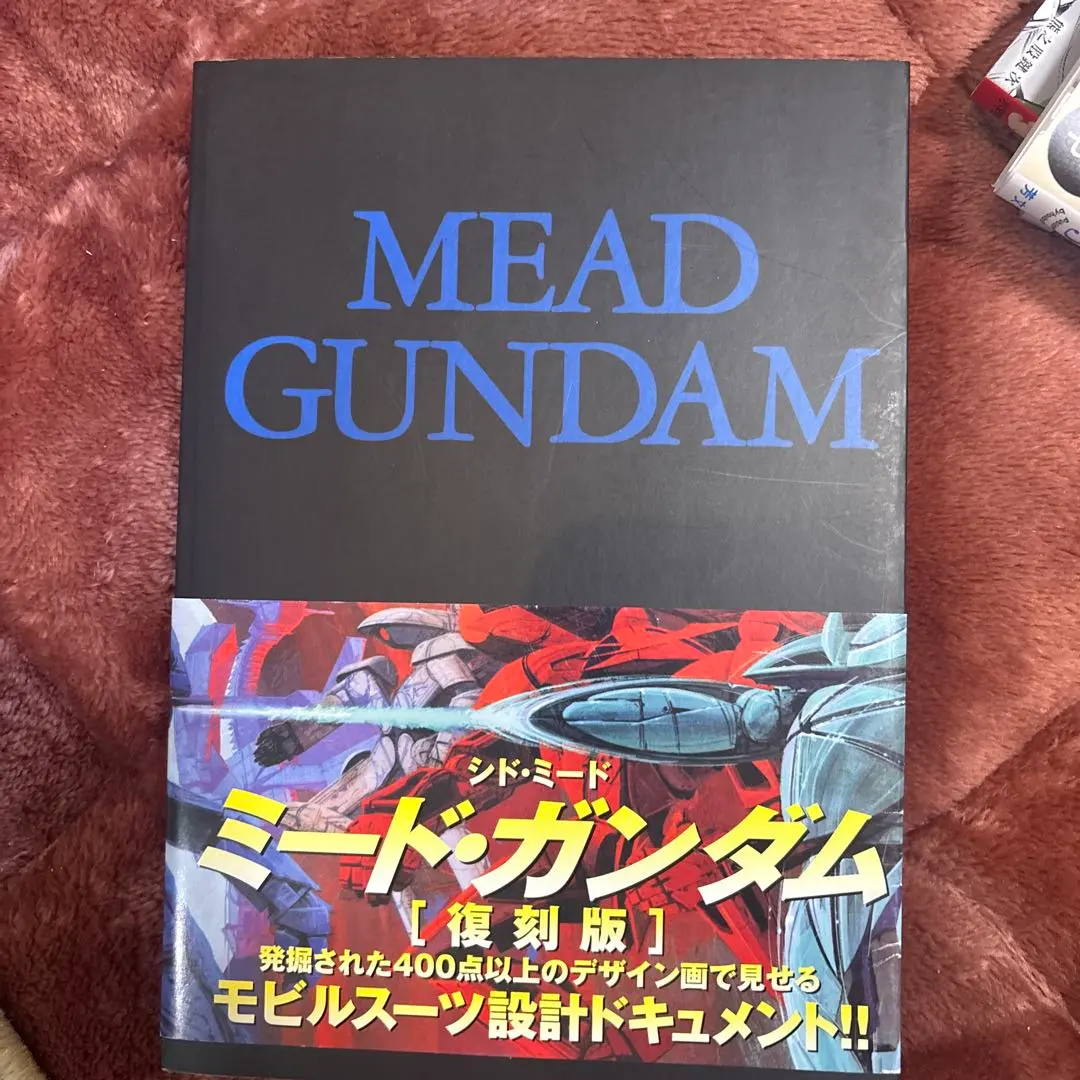 MEAD
GUNDAM
シド・ミード
ミード・ガンダム
[復刻版]
発掘された400点以上のデザイン画で見せる
モビルスーツ設計ドキュメント!!